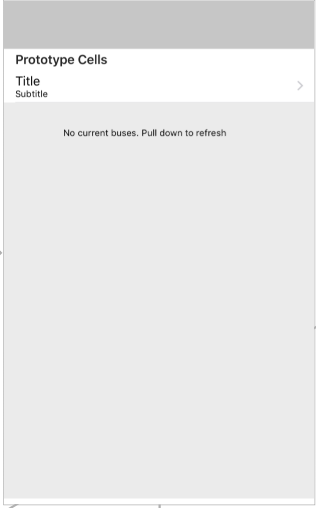 Prototype Cells
Title
Subtitle
No current buses. Pull down to refresh